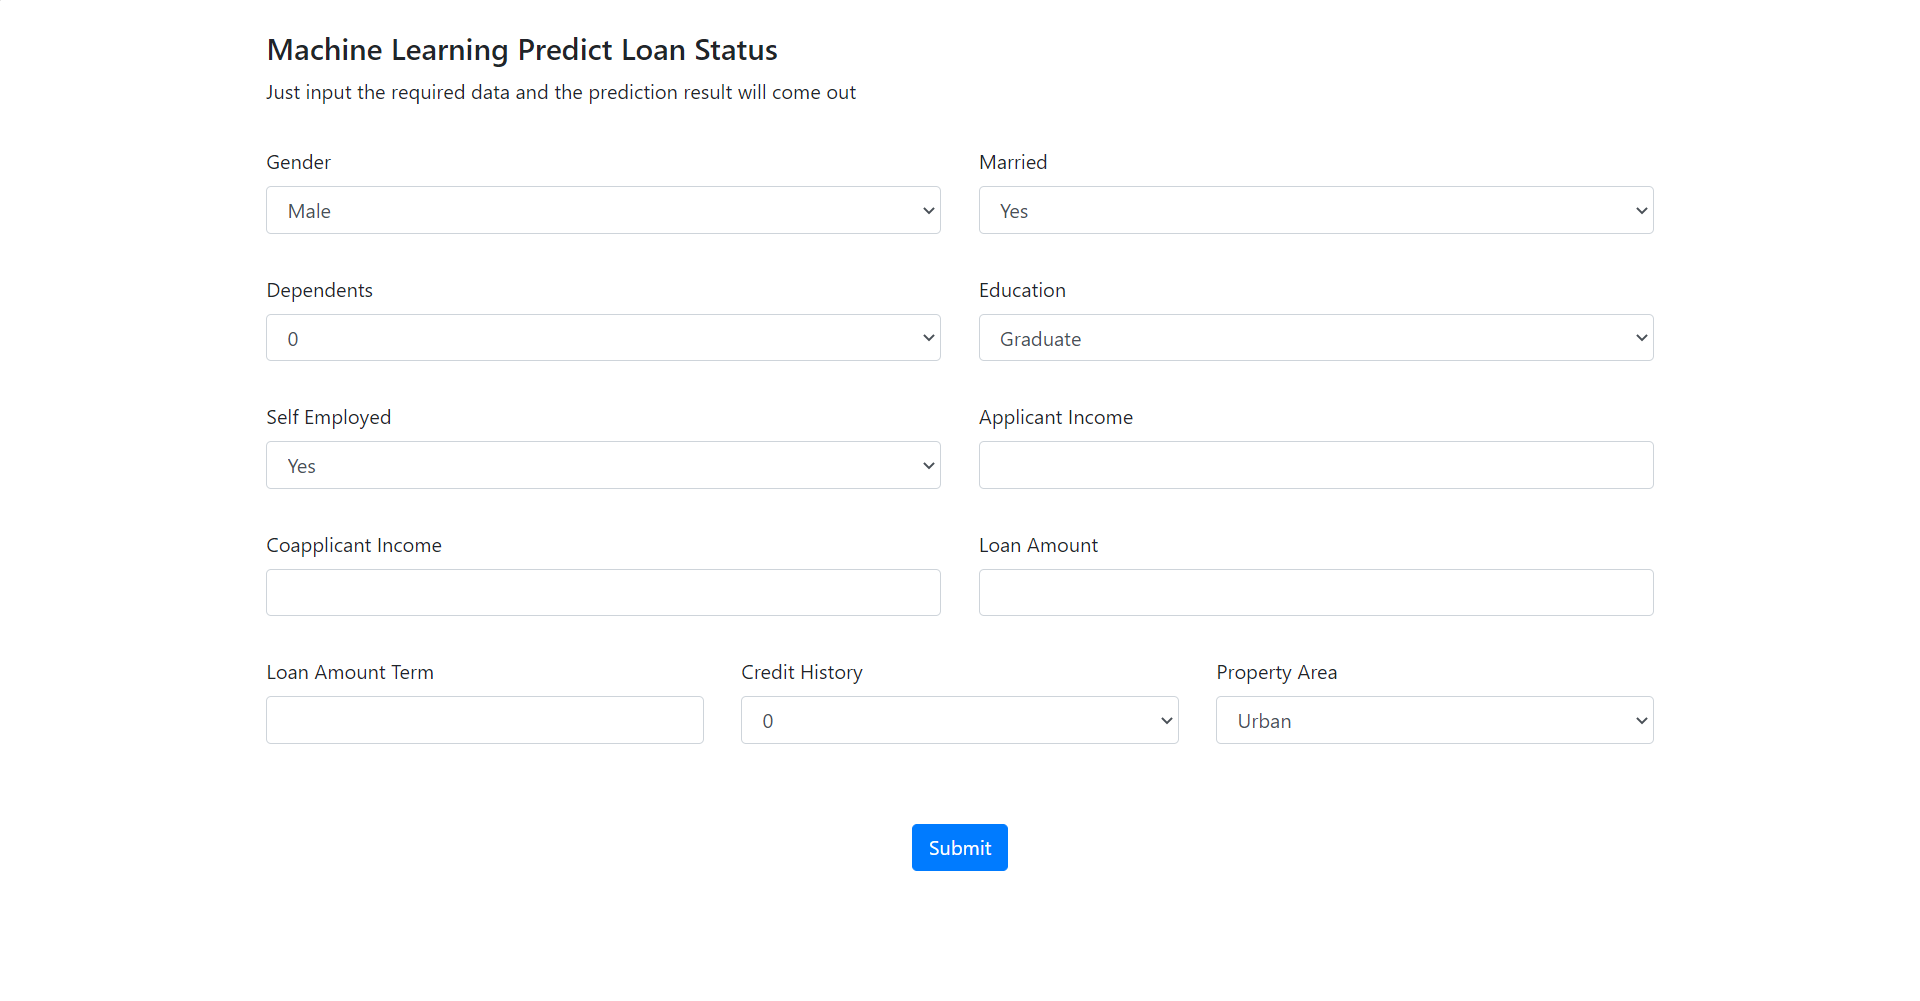 Machine Learning Predict Loan Status
Just input the required data and the prediction result will come out
Gender
Married
Male
Yes
Dependents
Education
0
Graduate
Self Employed
Applicant Income
Yes
Coapplicant Income
Loan Amount
Loan Amount Term
Credit History
Property Area
0
Urban
Submit